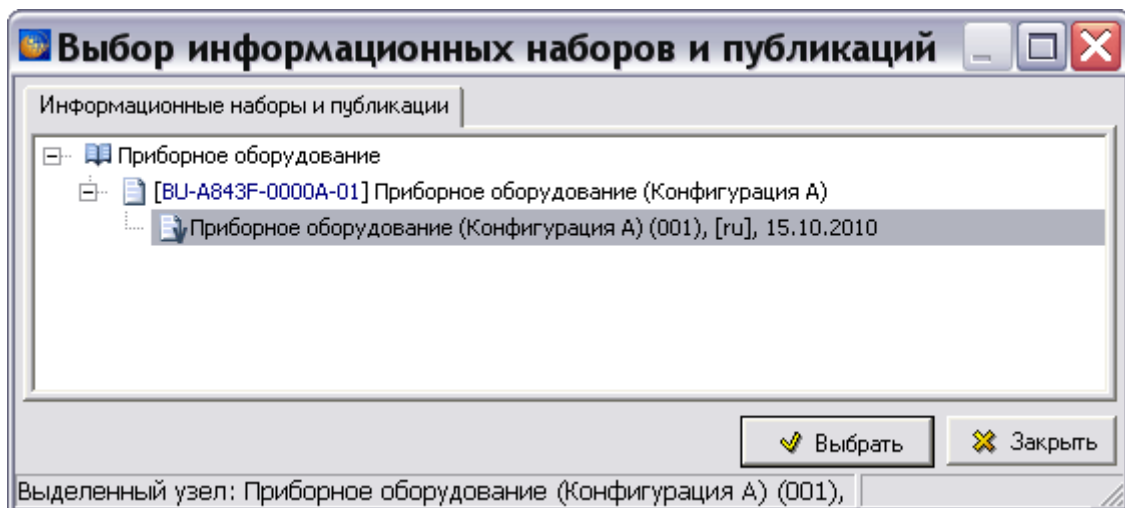 Выбор информационных наборов и публикаций
Информационные наборы и публикации
Приборное оборудование
[BU-A843F-0000A-01] Приборное оборудование (Конфигурация А)
Приборное оборудование (Конфигурация А) (001), [ru], 15.10.2010
Выбрать
Закрыть
Выделенный узел: Приборное оборудование (Конфигурация А) (001),